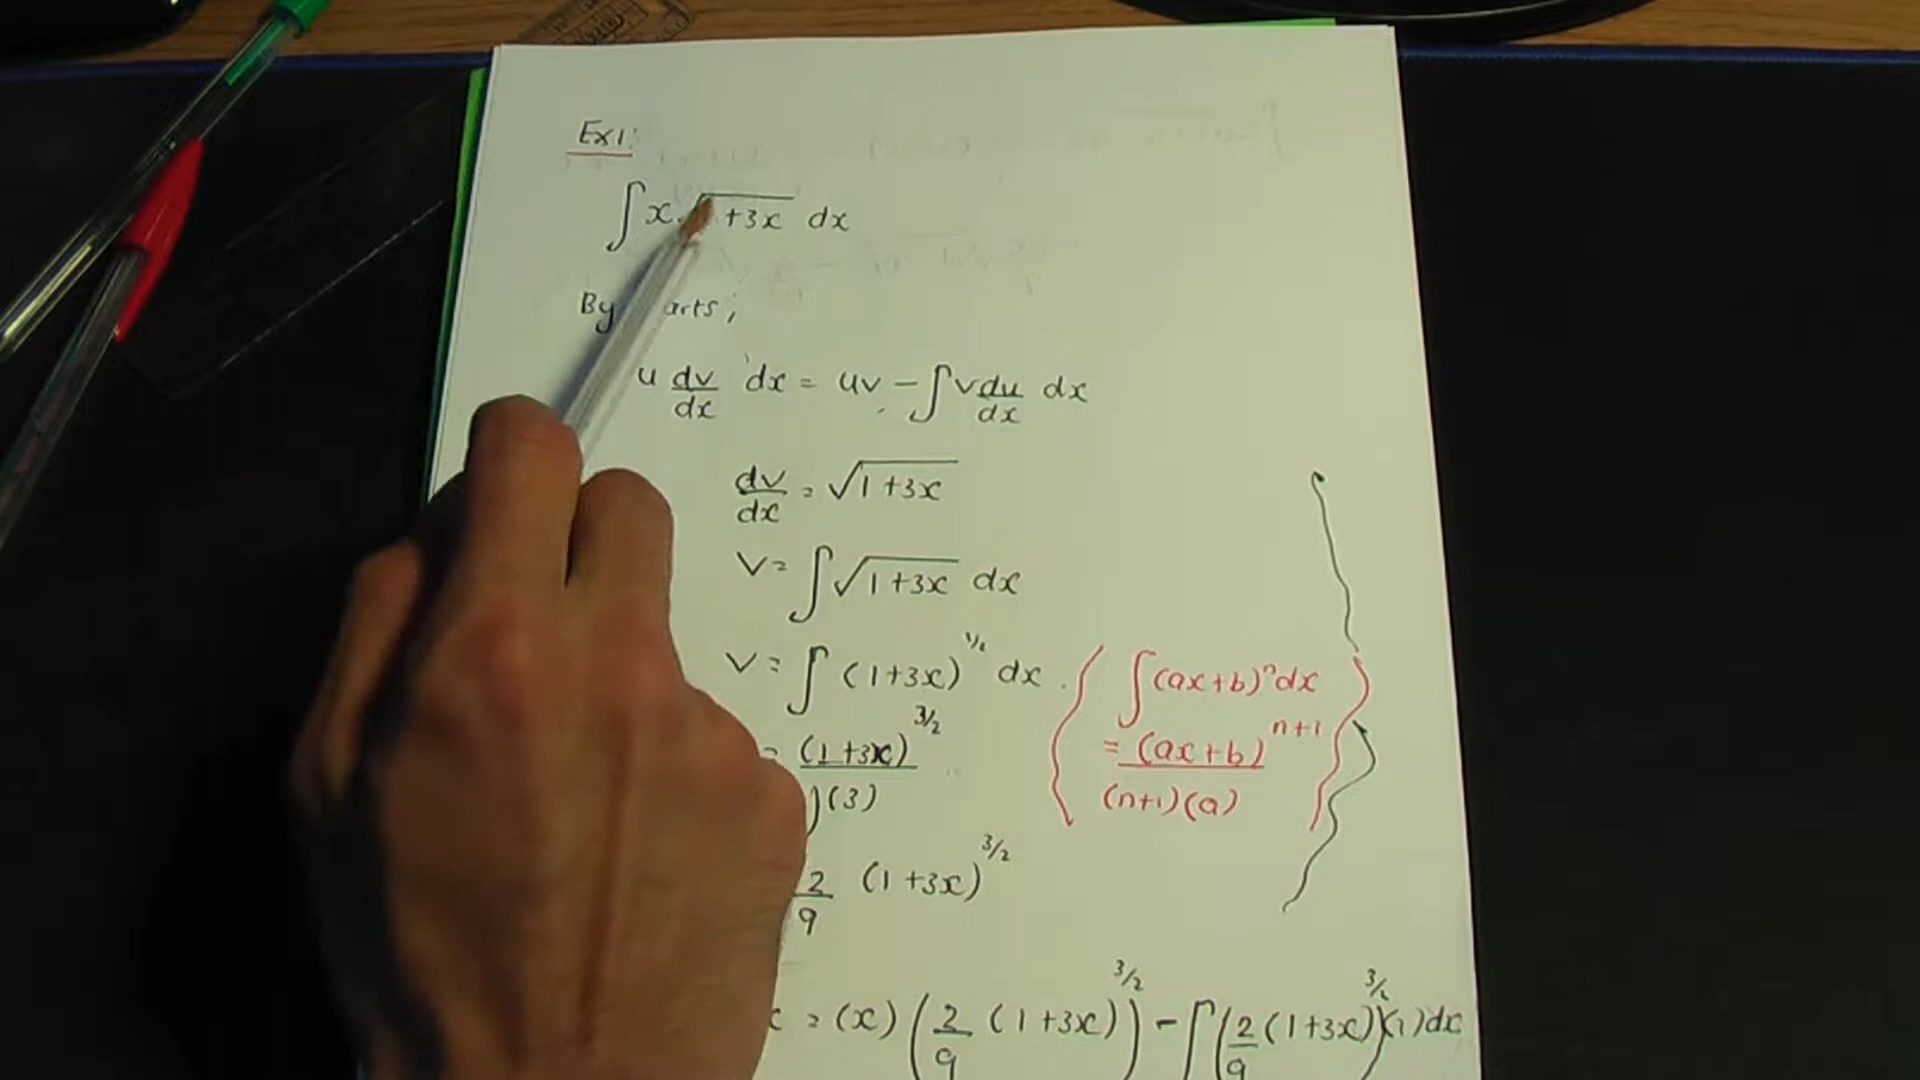 Ex1:
∫ x √ +3x dx
By arts;
u dv/dx dx = uv - ∫ v du/dx dx
dv/dx = √1+3x
v = ∫ √1+3x dx
v = ∫ (1+3x)^1/2 dx.
( ∫ (ax+b)^n dx
= (ax+b)^n+1 / (n+1)(a) )
= (1+3x)^3/2 / )(3)
2/9 (1+3x)^3/2
= (x) (2/9 (1+3x)^3/2) - ∫ (2/9 (1+3x)^3/2)(1) dx